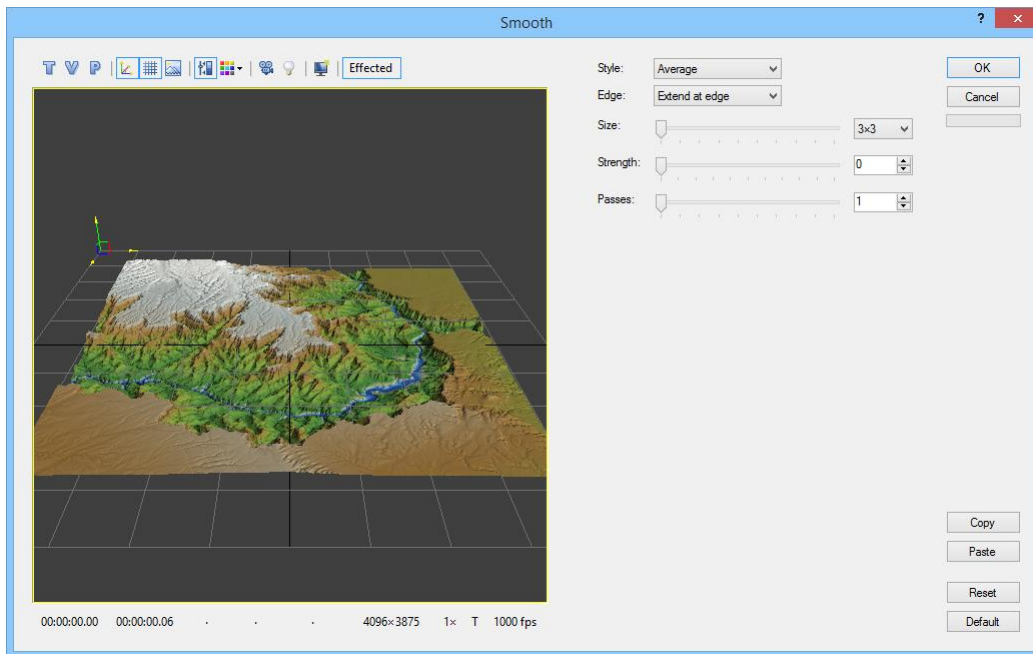 Smooth
? ×
T V P Effected
Style: Average
Edge: Extend at edge
Size: 3×3
Strength: 0
Passes: 1
OK
Cancel
Copy
Paste
Reset
Default
00:00:00.00 00:00:00.06 . . . 4096×3875 1× T 1000 fps